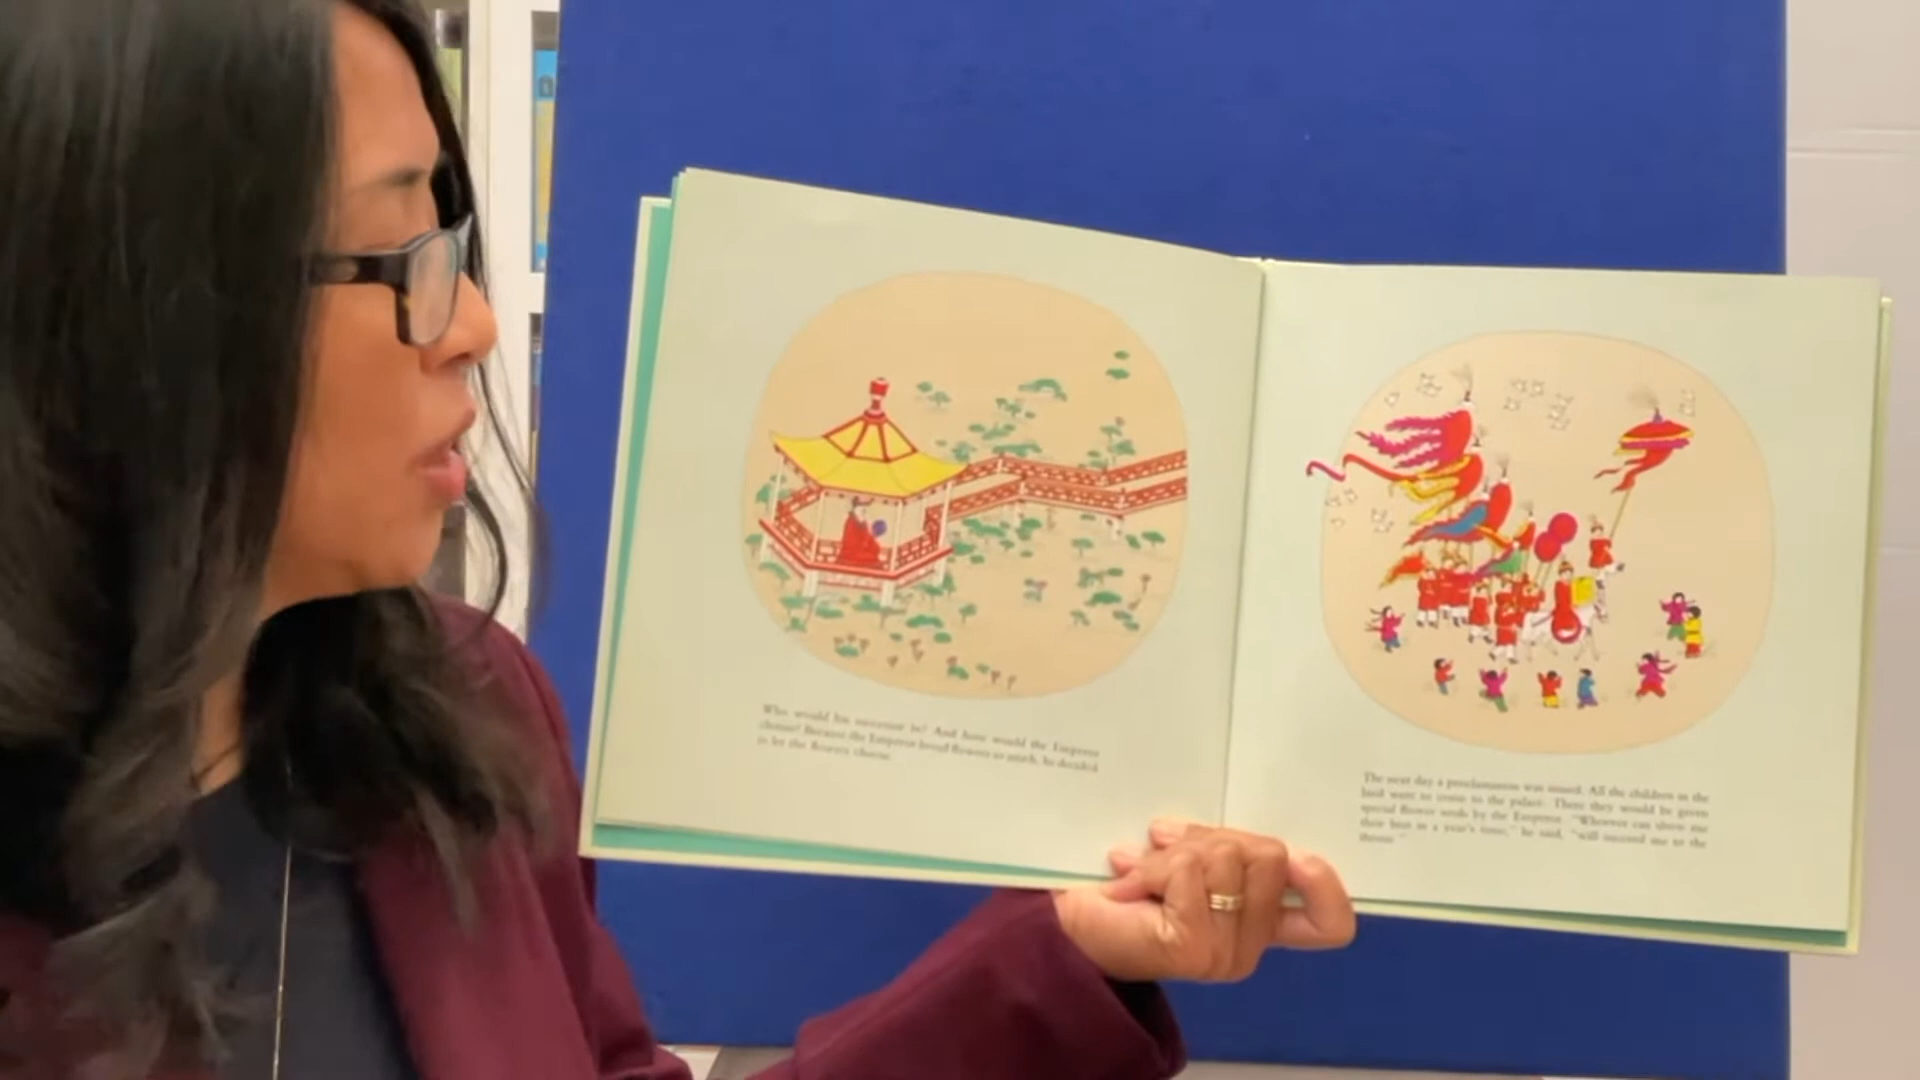 Who would his successor be? And how would the Emperor
choose? Because the Emperor loved flowers so much, he decided
to let the flowers choose.
The next day a proclamation was issued: All the children in the
land were to come to the palace. There they would be given
special flower seeds by the Emperor. "Whoever can show me
their best in a year's time," he said, "will succeed me to the
throne."